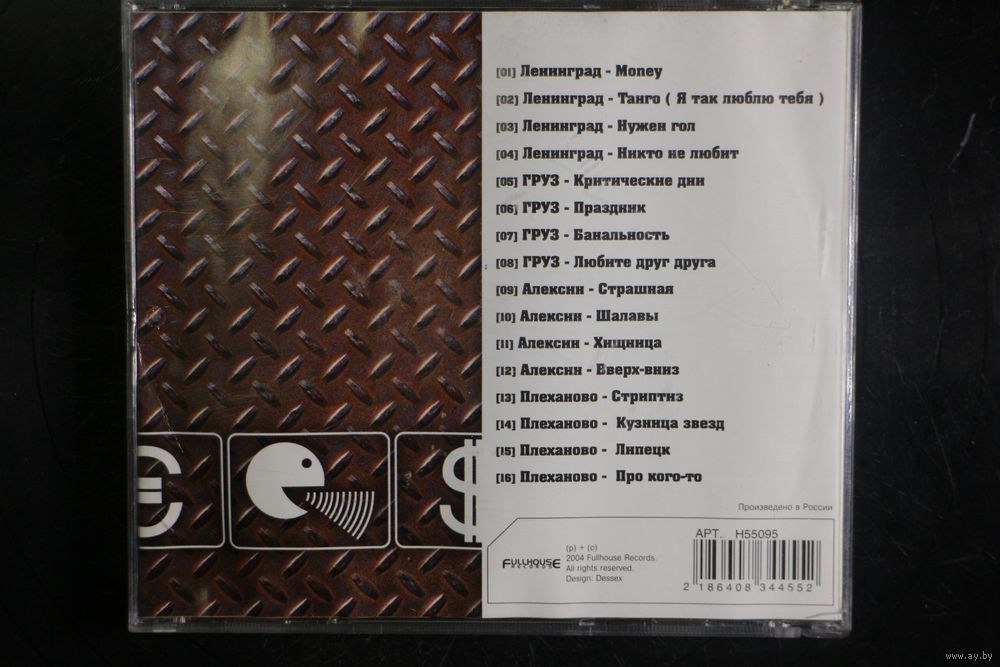 [01] Ленинград - Money
[02] Ленинград - Танго ( Я так люблю тебя )
[03] Ленинград - Нужен гол
[04] Ленинград - Никто не любит
[05] ГРУЗ - Критические дни
[06] ГРУЗ - Праздник
[07] ГРУЗ - Банальность
[08] ГРУЗ - Любите друг друга
[09] Алексин - Страшная
[10] Алексин - Шалавы
[11] Алексин - Хищница
[12] Алексин - Вверх-вниз
[13] Плеханово - Стриптиз
[14] Плеханово - Кузница звезд
[15] Плеханово - Липецк
[16] Плеханово - Про кого-то
Произведено в России
€ $
FULLHOUSE
RECORDS
(p) + (c)
2004 Fullhouse Records.
All rights reserved.
Design: Dessex
АРТ. H55095
2 186408 344552
www.ay.by